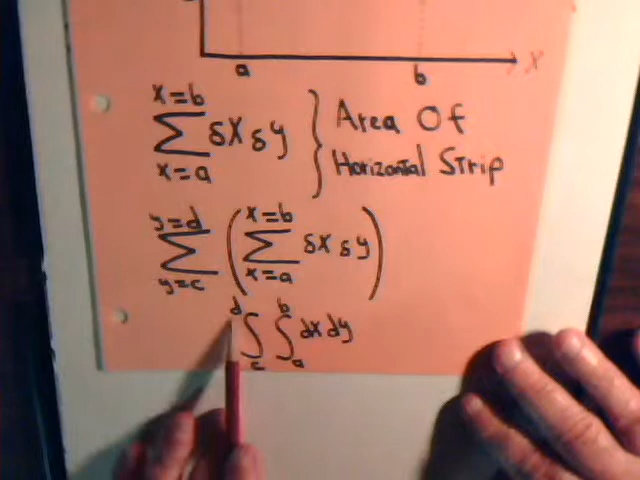 X
a b
x=b
∑ δx δy } Area Of
x=a Horizontal Strip
y=d x=b
∑ ( ∑ δx δy )
y=c x=a
d b
∫ ∫ dx dy
c a